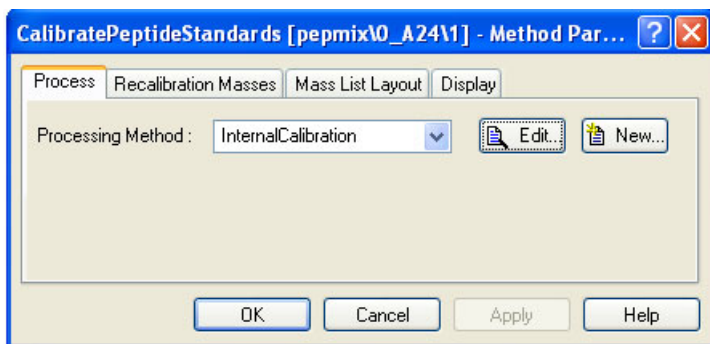 CalibratePeptideStandards [pepmix\0_A24\1] - Method Par...
Process Recalibration Masses Mass List Layout Display
Processing Method : InternalCalibration Edit... New...
OK Cancel Apply Help